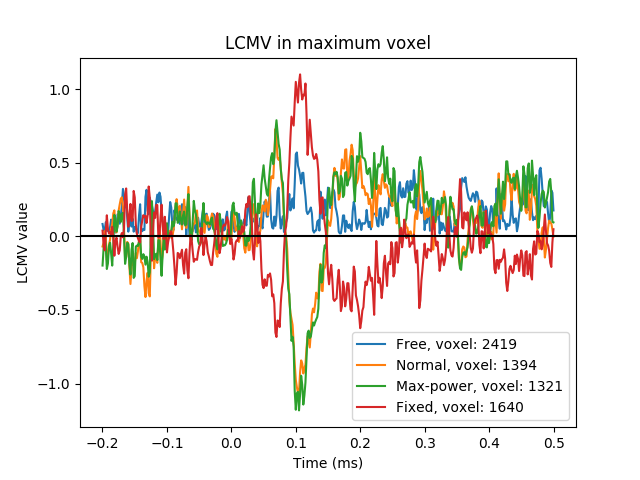 LCMV in maximum voxel
LCMV value
1.0
0.5
0.0
−0.5
−1.0
Free, voxel: 2419
Normal, voxel: 1394
Max-power, voxel: 1321
Fixed, voxel: 1640
−0.2 −0.1 0.0 0.1 0.2 0.3 0.4 0.5
Time (ms)